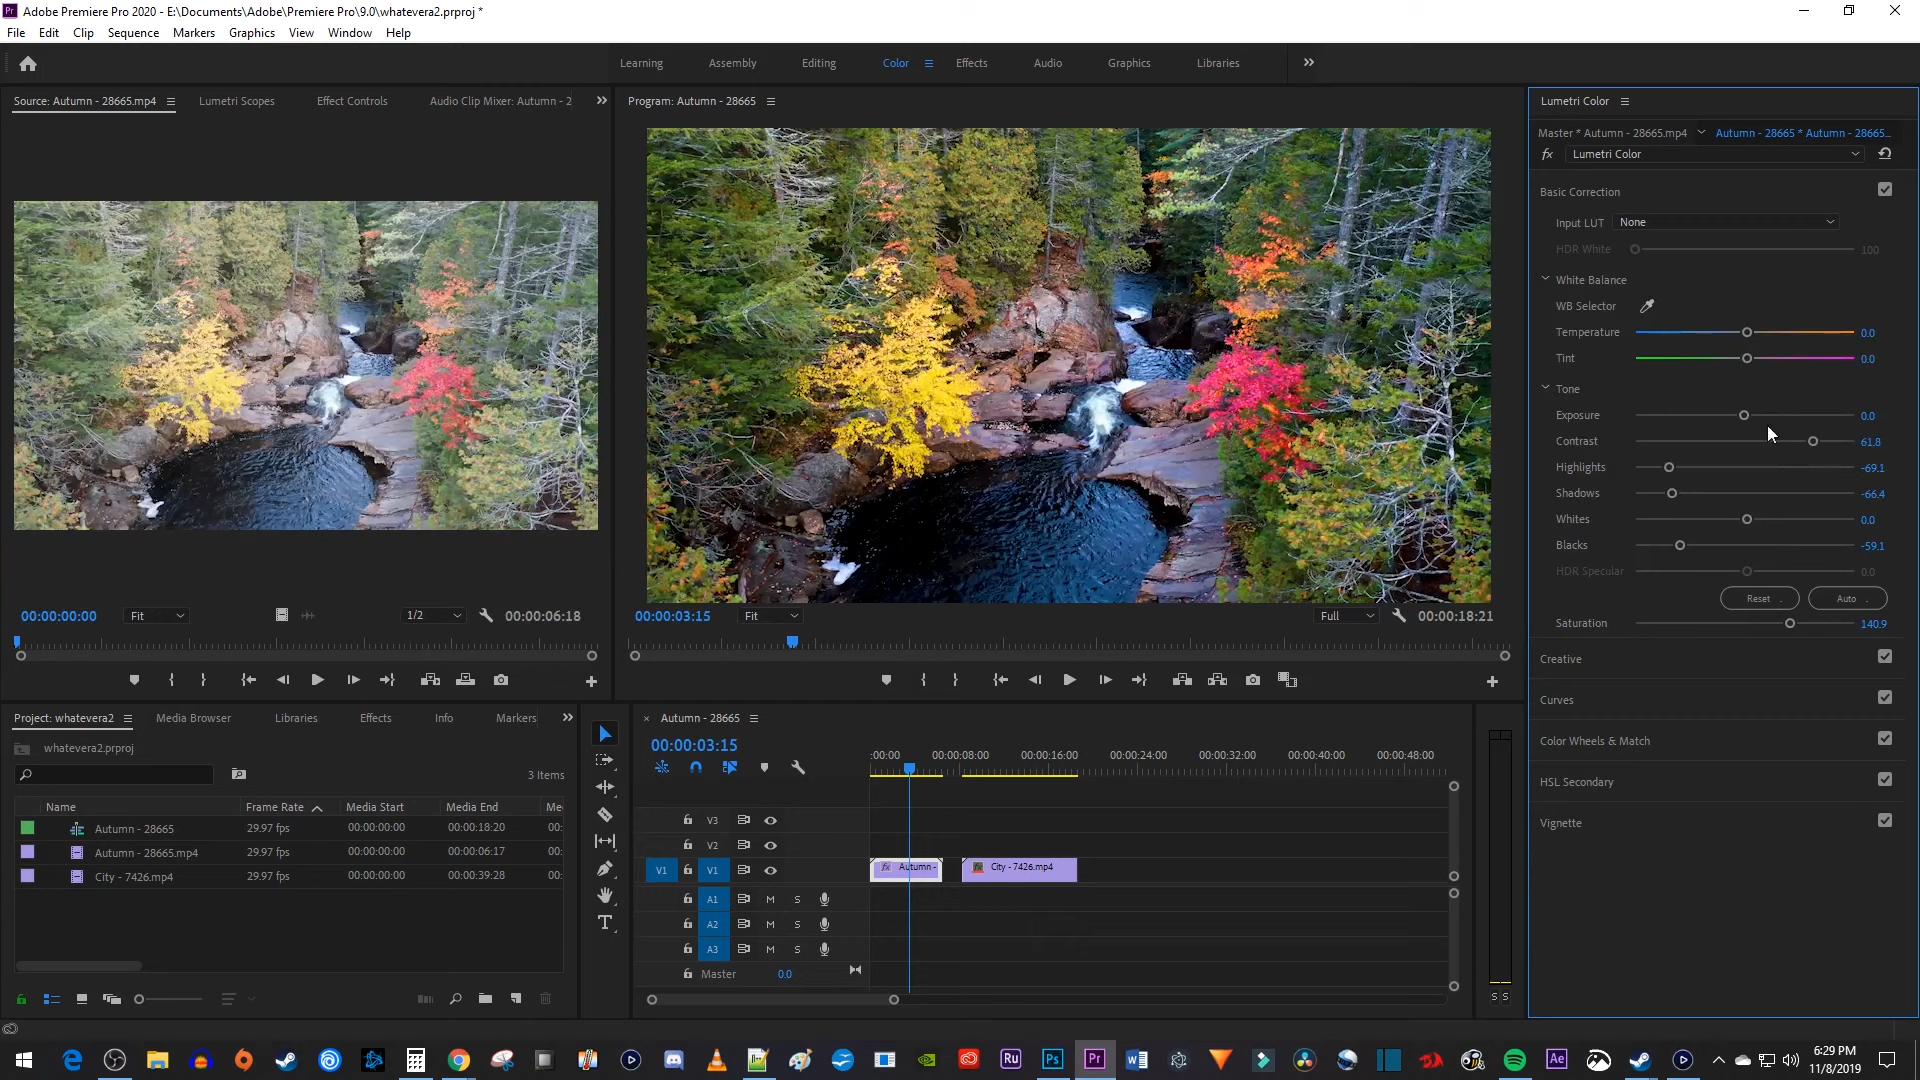 Adobe Premiere Pro 2020 - E:\Documents\Adobe\Premiere Pro\9.0\whatevera2.prproj *
File Edit Clip Sequence Markers Graphics View Window Help
Learning Assembly Editing Color Effects Audio Graphics Libraries
Source: Autumn - 28665.mp4 Lumetri Scopes Effect Controls Audio Clip Mixer: Autumn - 2
Program: Autumn - 28665
Lumetri Color
Master * Autumn - 28665.mp4 Autumn - 28665 * Autumn - 28665...
fx Lumetri Color
Basic Correction
Input LUT None
HDR White 100
White Balance
WB Selector
Temperature 0.0
Tint 0.0
Tone
Exposure 0.0
Contrast 61.8
Highlights -69.1
Shadows -66.4
Whites 0.0
Blacks -59.1
HDR Specular 0.0
Reset Auto
Saturation 140.9
Creative
Curves
Color Wheels & Match
HSL Secondary
Vignette
00:00:00:00 Fit 1/2 00:00:06:18
00:00:03:15 Fit Full 00:00:18:21
Project: whatevera2 Media Browser Libraries Effects Info Markers
whatevera2.prproj
3 Items
Name Frame Rate Media Start Media End Me
Autumn - 28665 29.97 fps 00:00:00:00 00:00:18:20 00:
Autumn - 28665.mp4 29.97 fps 00:00:00:00 00:00:06:17 00:
City - 7426.mp4 29.97 fps 00:00:00:00 00:00:39:28 00:
× Autumn - 28665
00:00:03:15
:00:00 00:00:08:00 00:00:16:00 00:00:24:00 00:00:32:00 00:00:40:00 00:00:48:00
V3
V2
V1 V1 fx Autumn - City - 7426.mp4
A1 M S
A2 M S
A3 M S
Master 0.0
S S
Ru Ps Pr Ae
6:29 PM
11/8/2019